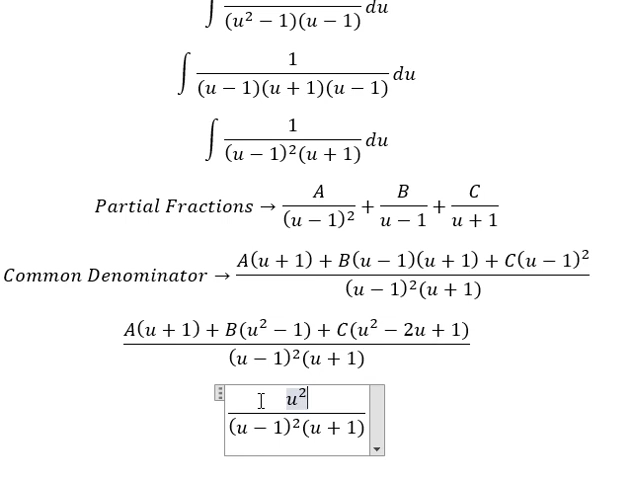 ∫ (u² − 1)(u − 1) du
∫ 1/((u − 1)(u + 1)(u − 1)) du
∫ 1/((u − 1)²(u + 1)) du
Partial Fractions → A/(u − 1)² + B/(u − 1) + C/(u + 1)
Common Denominator → (A(u + 1) + B(u − 1)(u + 1) + C(u − 1)²)/((u − 1)²(u + 1))
(A(u + 1) + B(u² − 1) + C(u² − 2u + 1))/((u − 1)²(u + 1))
u²/((u − 1)²(u + 1))